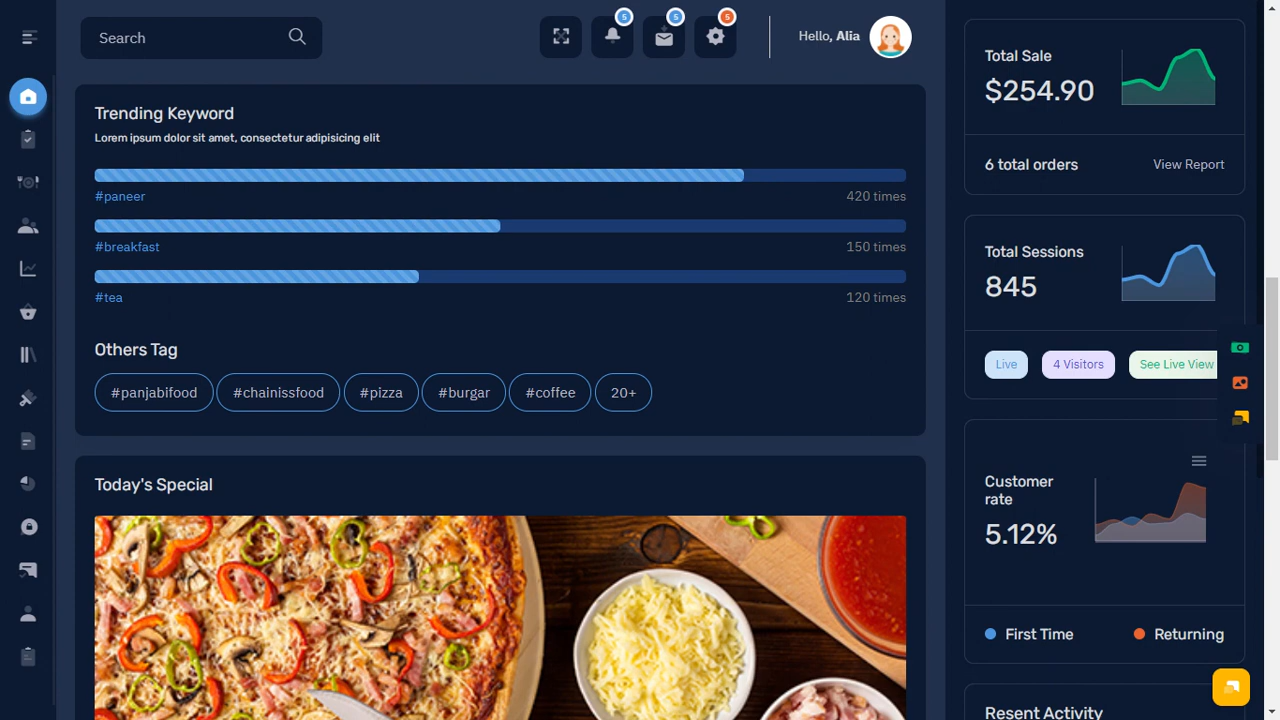 Search
5
5
5
Hello, Alia
Trending Keyword
Lorem ipsum dolor sit amet, consectetur adipisicing elit
#paneer
420 times
#breakfast
150 times
#tea
120 times
Others Tag
#panjabifood
#chainissfood
#pizza
#burgar
#coffee
20+
Today's Special
Total Sale
$254.90
6 total orders
View Report
Total Sessions
845
Live
4 Visitors
See Live View
Customer
rate
5.12%
First Time
Returning
Resent Activity